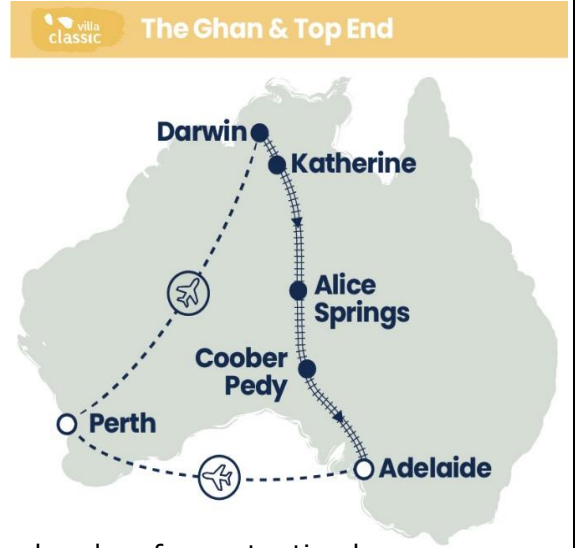 villa
classic
The Ghan & Top End
Darwin
Katherine
Alice
Springs
Coober
Pedy
Perth
Adelaide